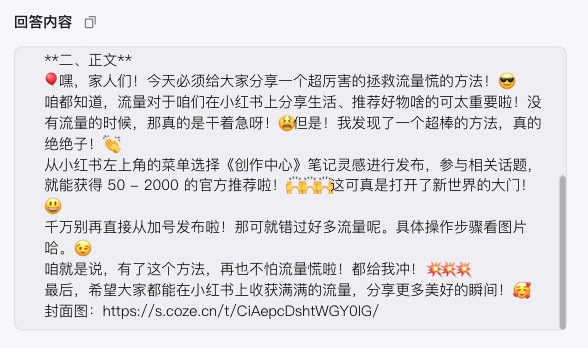 回答内容
**二、正文**
🎈嘿，家人们！今天必须给大家分享一个超厉害的拯救流量慌的方法！😎
咱都知道，流量对于咱们在小红书上分享生活、推荐好物啥的可太重要啦！没
有流量的时候，那真的是干着急呀！😫但是！我发现了一个超棒的方法，真的
绝绝子！👏
从小红书左上角的菜单选择《创作中心》笔记灵感进行发布，参与相关话题，
就能获得 50 – 2000 的官方推荐啦！🙌🙌🙌这可真是打开了新世界的大门！
😃
千万别再直接从加号发布啦！那可就错过好多流量呢。具体操作步骤看图片
哈。😉
咱就是说，有了这个方法，再也不怕流量慌啦！都给我冲！💥💥💥
最后，希望大家都能在小红书上收获满满的流量，分享更多美好的瞬间！🥰
封面图：https://s.coze.cn/t/CiAepcDshtWGY0lG/